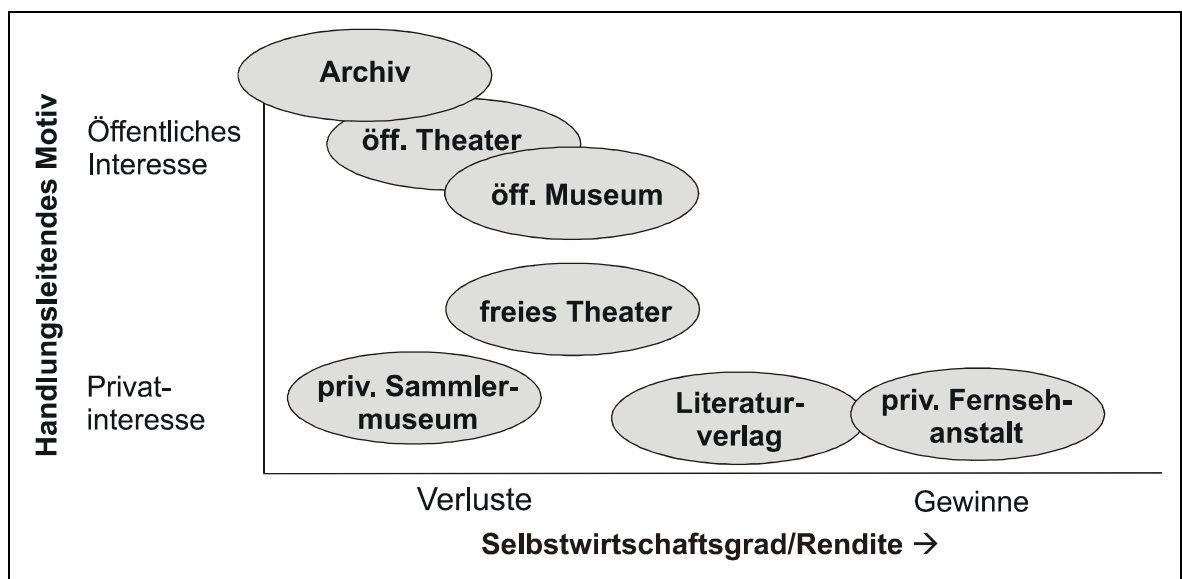 Handlungsleitendes Motiv
Öffentliches
Interesse
Privat-
interesse
Archiv
öff. Theater
öff. Museum
freies Theater
priv. Sammler-
museum
Literatur-
verlag
priv. Fernseh-
anstalt
Verluste
Gewinne
Selbstwirtschaftsgrad/Rendite →